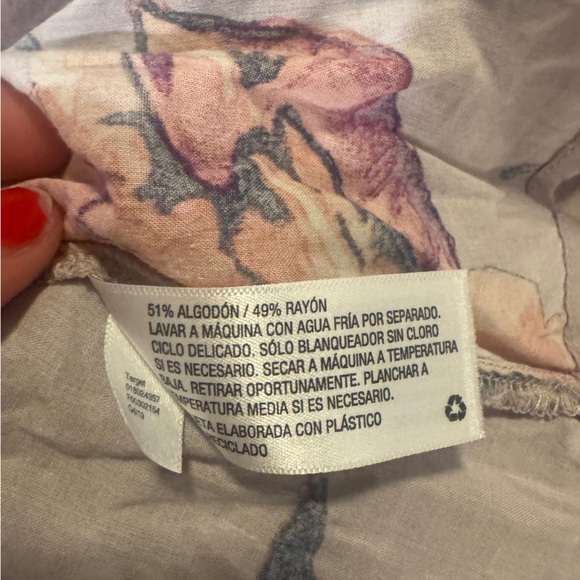 51% ALGODÓN / 49% RAYÓN
LAVAR A MÁQUINA CON AGUA FRÍA POR SEPARADO.
CICLO DELICADO. SÓLO BLANQUEADOR SIN CLORO
SI ES NECESARIO. SECAR A MÁQUINA A TEMPERATURA
BAJA. RETIRAR OPORTUNAMENTE. PLANCHAR A
TEMPERATURA MEDIA SI ES NECESARIO.
ETA ELABORADA CON PLÁSTICO
RECICLADO
Target
04/19